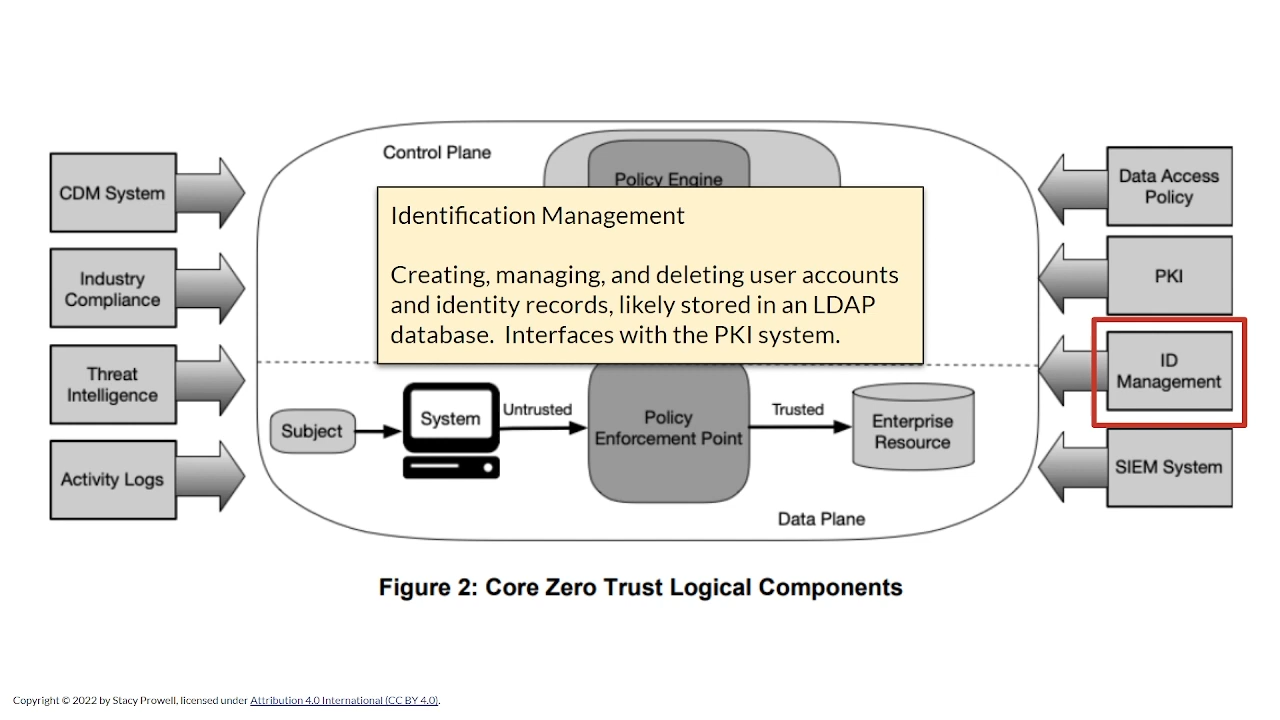 Control Plane
Policy Engine
CDM System
Industry
Compliance
Threat
Intelligence
Activity Logs
Identification Management
Creating, managing, and deleting user accounts
and identity records, likely stored in an LDAP
database.  Interfaces with the PKI system.
Subject
System
Untrusted
Policy
Enforcement Point
Trusted
Enterprise
Resource
Data Plane
Data Access
Policy
PKI
ID
Management
SIEM System
Figure 2: Core Zero Trust Logical Components
Copyright © 2022 by Stacy Prowell, licensed under Attribution 4.0 International (CC BY 4.0).